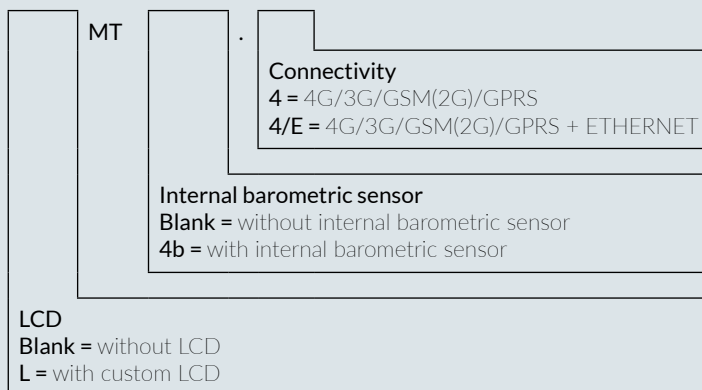 MT .
Connectivity
4 = 4G/3G/GSM(2G)/GPRS
4/E = 4G/3G/GSM(2G)/GPRS + ETHERNET
Internal barometric sensor
Blank = without internal barometric sensor
4b = with internal barometric sensor
LCD
Blank = without LCD
L = with custom LCD